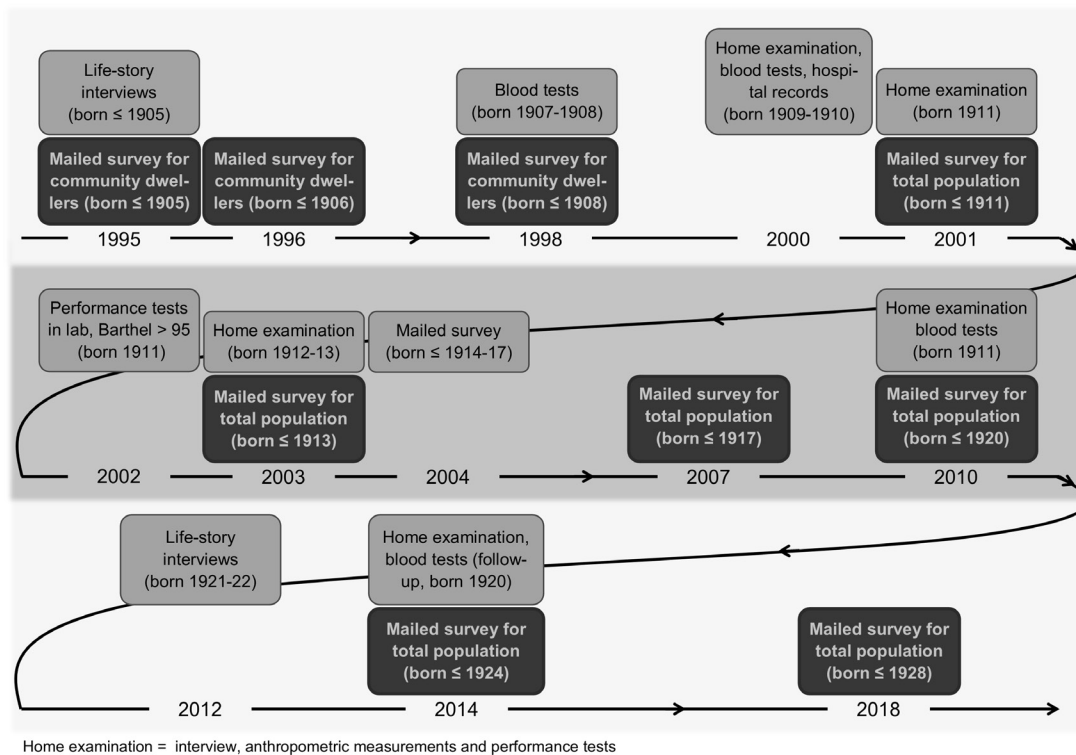 Life-story
interviews
(born ≤ 1905)
Mailed survey for
community dwel-
lers (born ≤ 1905)
1995
Mailed survey for
community dwel-
lers (born ≤ 1906)
1996
Blood tests
(born 1907-1908)
Mailed survey for
community dwel-
lers (born ≤ 1908)
1998
Home examination,
blood tests, hospi-
tal records
(born 1909-1910)
2000
Home examination
(born 1911)
Mailed survey for
total population
(born ≤ 1911)
2001
Performance tests
in lab, Barthel > 95
(born 1911)
2002
Home examination
(born 1912-13)
Mailed survey for
total population
(born ≤ 1913)
2003
Mailed survey
(born ≤ 1914-17)
2004
Mailed survey for
total population
(born ≤ 1917)
2007
Home examination
blood tests
(born 1911)
Mailed survey for
total population
(born ≤ 1920)
2010
Life-story
interviews
(born 1921-22)
2012
Home examination,
blood tests (follow-
up, born 1920)
Mailed survey for
total population
(born ≤ 1924)
2014
Mailed survey for
total population
(born ≤ 1928)
2018
Home examination = interview, anthropometric measurements and performance tests